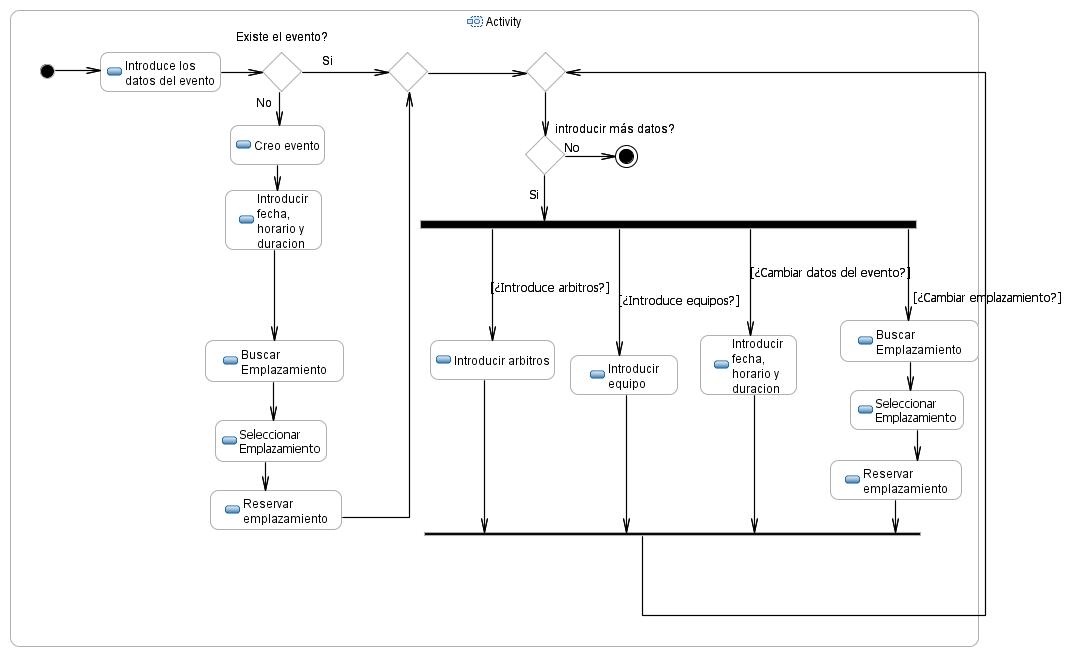 Activity
Existe el evento?
Introduce los
datos del evento
Si
No
introducir más datos?
No
Creo evento
Si
Introducir
fecha,
horario y
duracion
[¿Introduce arbitros?]
[¿Introduce equipos?]
[¿Cambiar datos del evento?]
[¿Cambiar emplazamiento?]
Buscar
Emplazamiento
Introducir arbitros
Introducir
equipo
Introducir
fecha,
horario y
duracion
Buscar
Emplazamiento
Seleccionar
Emplazamiento
Seleccionar
Emplazamiento
Reservar
emplazamiento
Reservar
emplazamiento